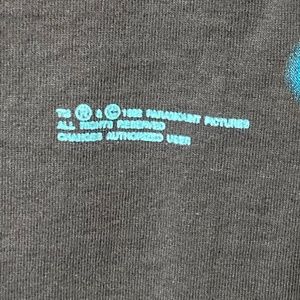 TM ® & © 1992 PARAMOUNT PICTURES
ALL RIGHTS RESERVED
CHANGES AUTHORIZED USER